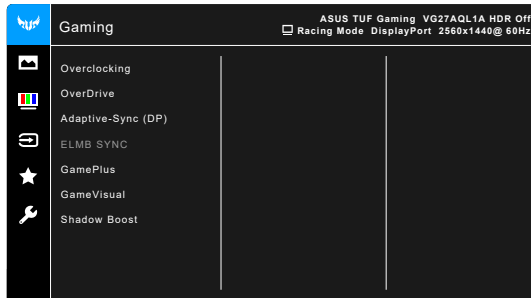 Gaming
ASUS TUF Gaming VG27AQL1A HDR Off
Racing Mode DisplayPort 2560x1440@ 60Hz
Overclocking
OverDrive
Adaptive-Sync (DP)
ELMB SYNC
GamePlus
GameVisual
Shadow Boost